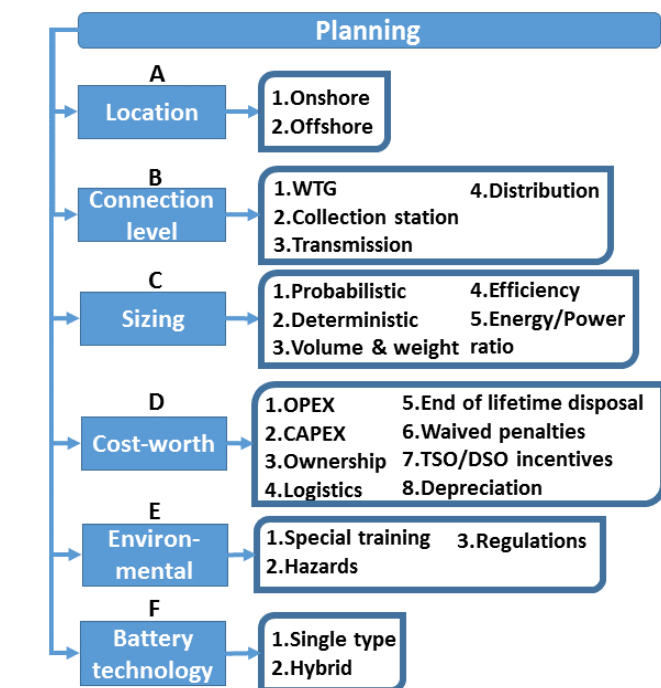 Planning
A
Location
1.Onshore
2.Offshore
B
Connection
level
1.WTG
2.Collection station
3.Transmission
4.Distribution
C
Sizing
1.Probabilistic
2.Deterministic
3.Volume & weight
4.Efficiency
5.Energy/Power
ratio
D
Cost-worth
1.OPEX
2.CAPEX
3.Ownership
4.Logistics
5.End of lifetime disposal
6.Waived penalties
7.TSO/DSO incentives
8.Depreciation
E
Environ-
mental
1.Special training
2.Hazards
3.Regulations
F
Battery
technology
1.Single type
2.Hybrid